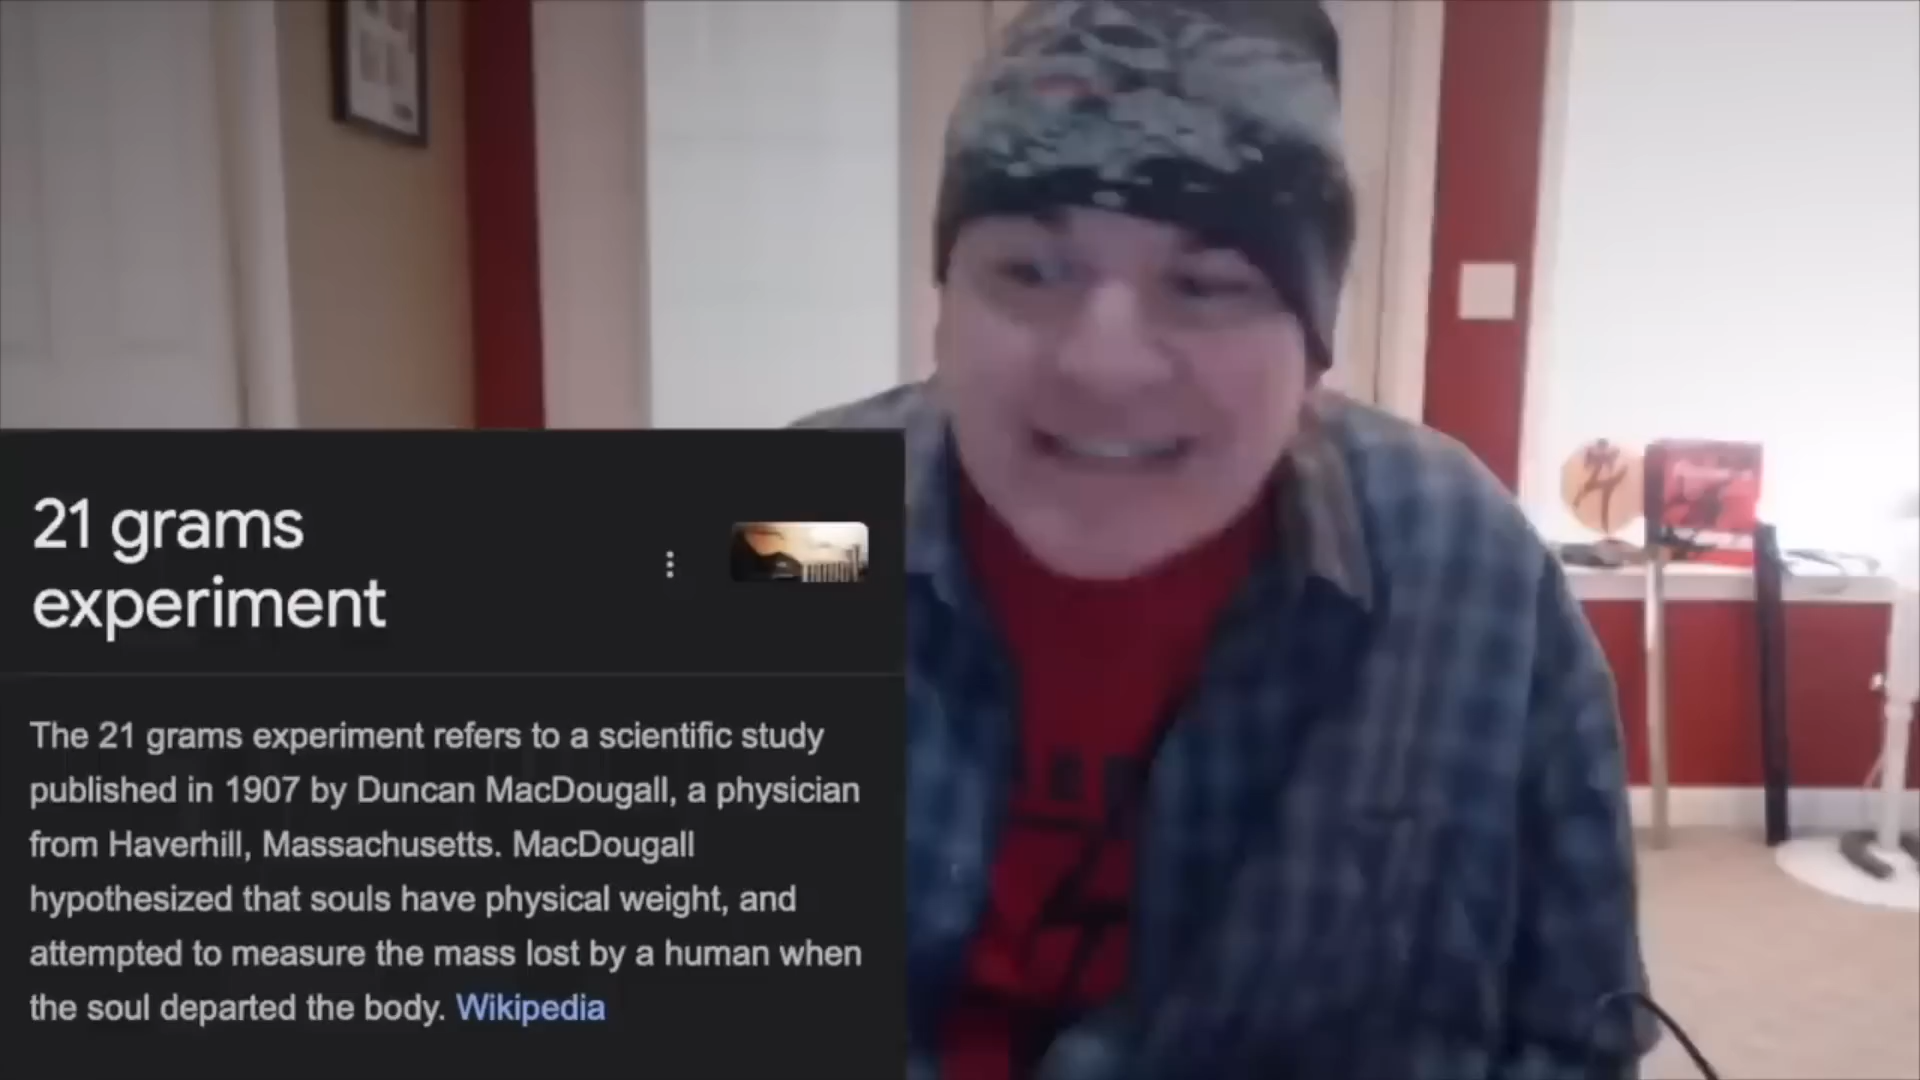 21 grams
experiment
The 21 grams experiment refers to a scientific study
published in 1907 by Duncan MacDougall, a physician
from Haverhill, Massachusetts. MacDougall
hypothesized that souls have physical weight, and
attempted to measure the mass lost by a human when
the soul departed the body. Wikipedia